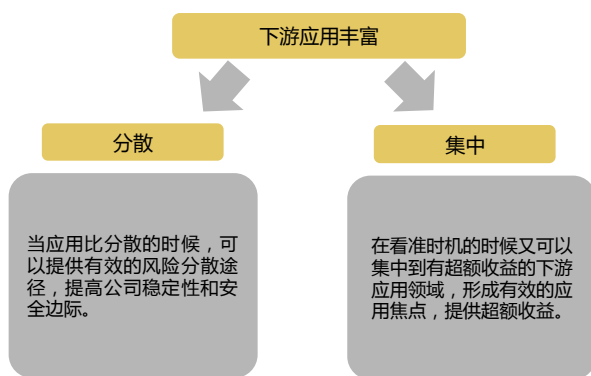 下游应用丰富
分散
集中
当应用比分散的时候，可
以提供有效的风险分散途
径，提高公司稳定性和安
全边际。
在看准时机的时候又可以
集中到有超额收益的下游
应用领域，形成有效的应
用焦点，提供超额收益。